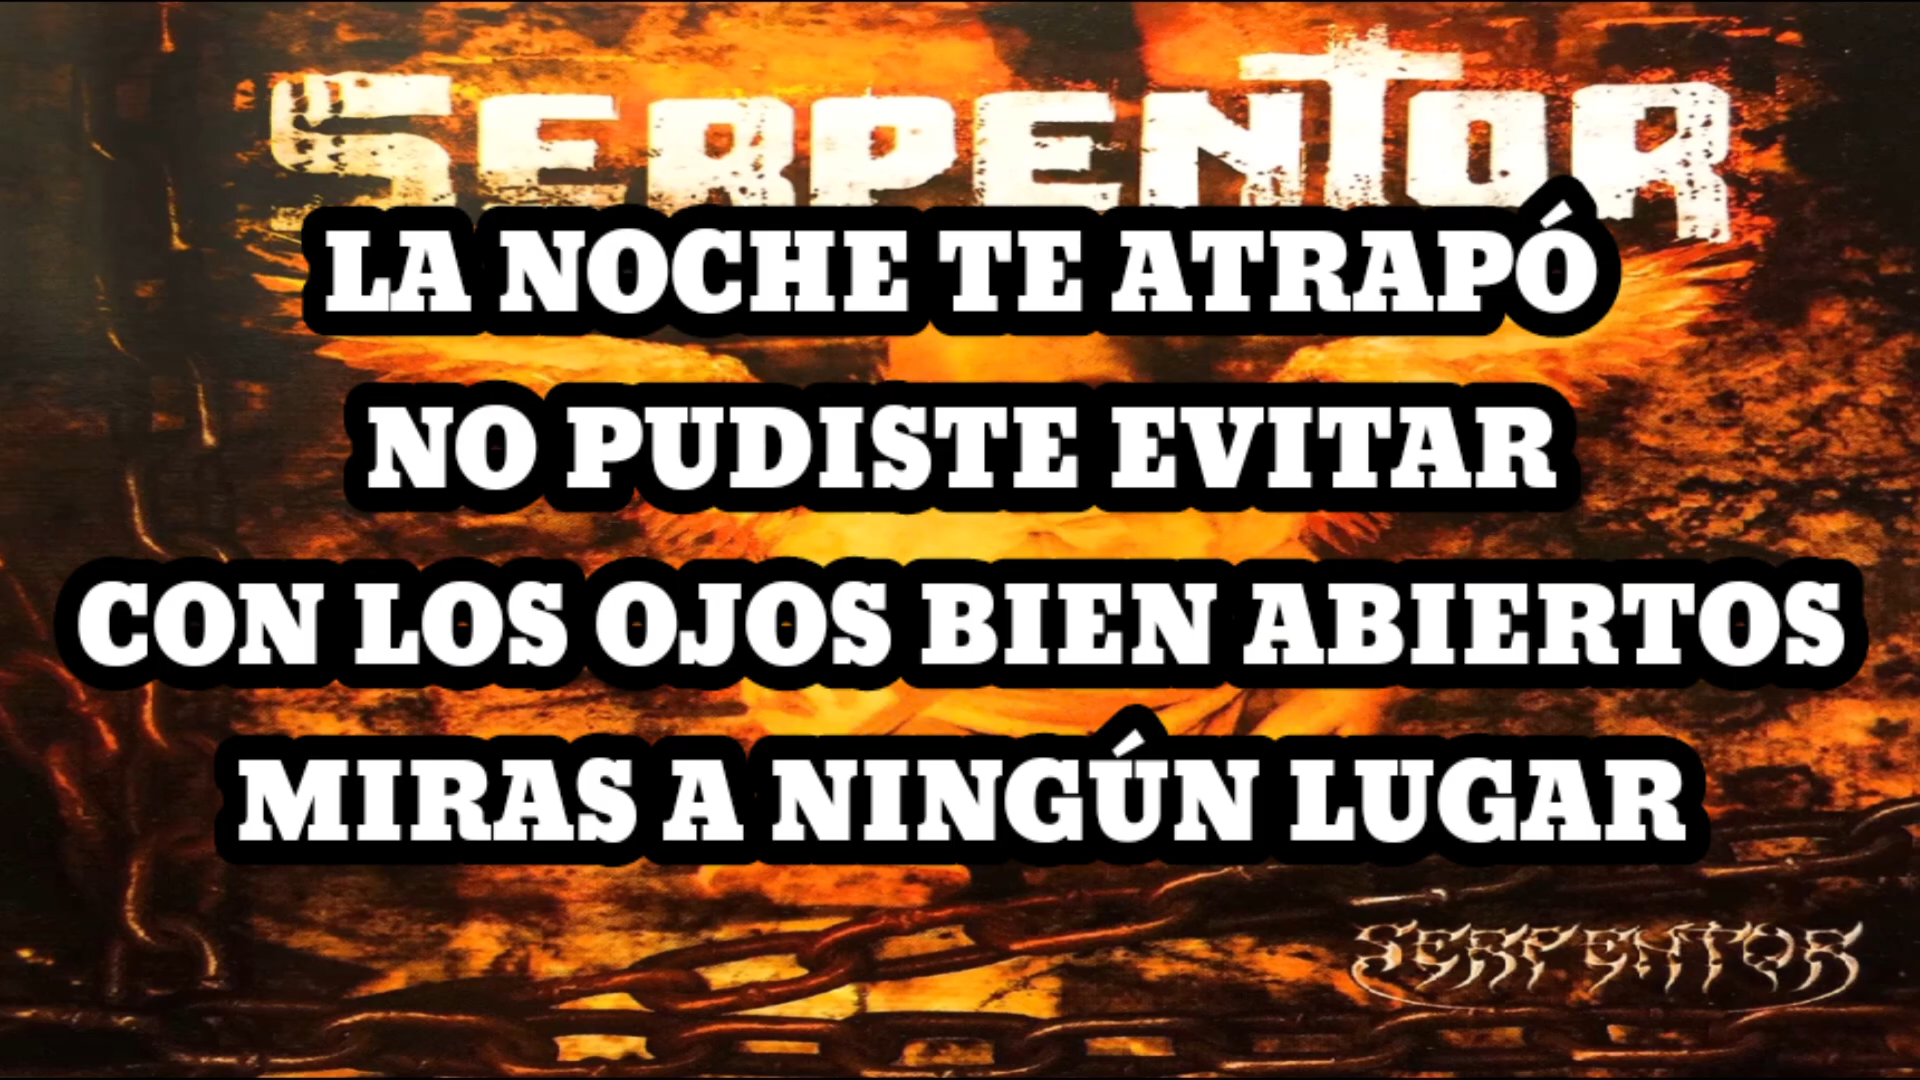 SERPENTOR
LA NOCHE TE ATRAPÓ
NO PUDISTE EVITAR
CON LOS OJOS BIEN ABIERTOS
MIRAS A NINGÚN LUGAR
SERPENTOR